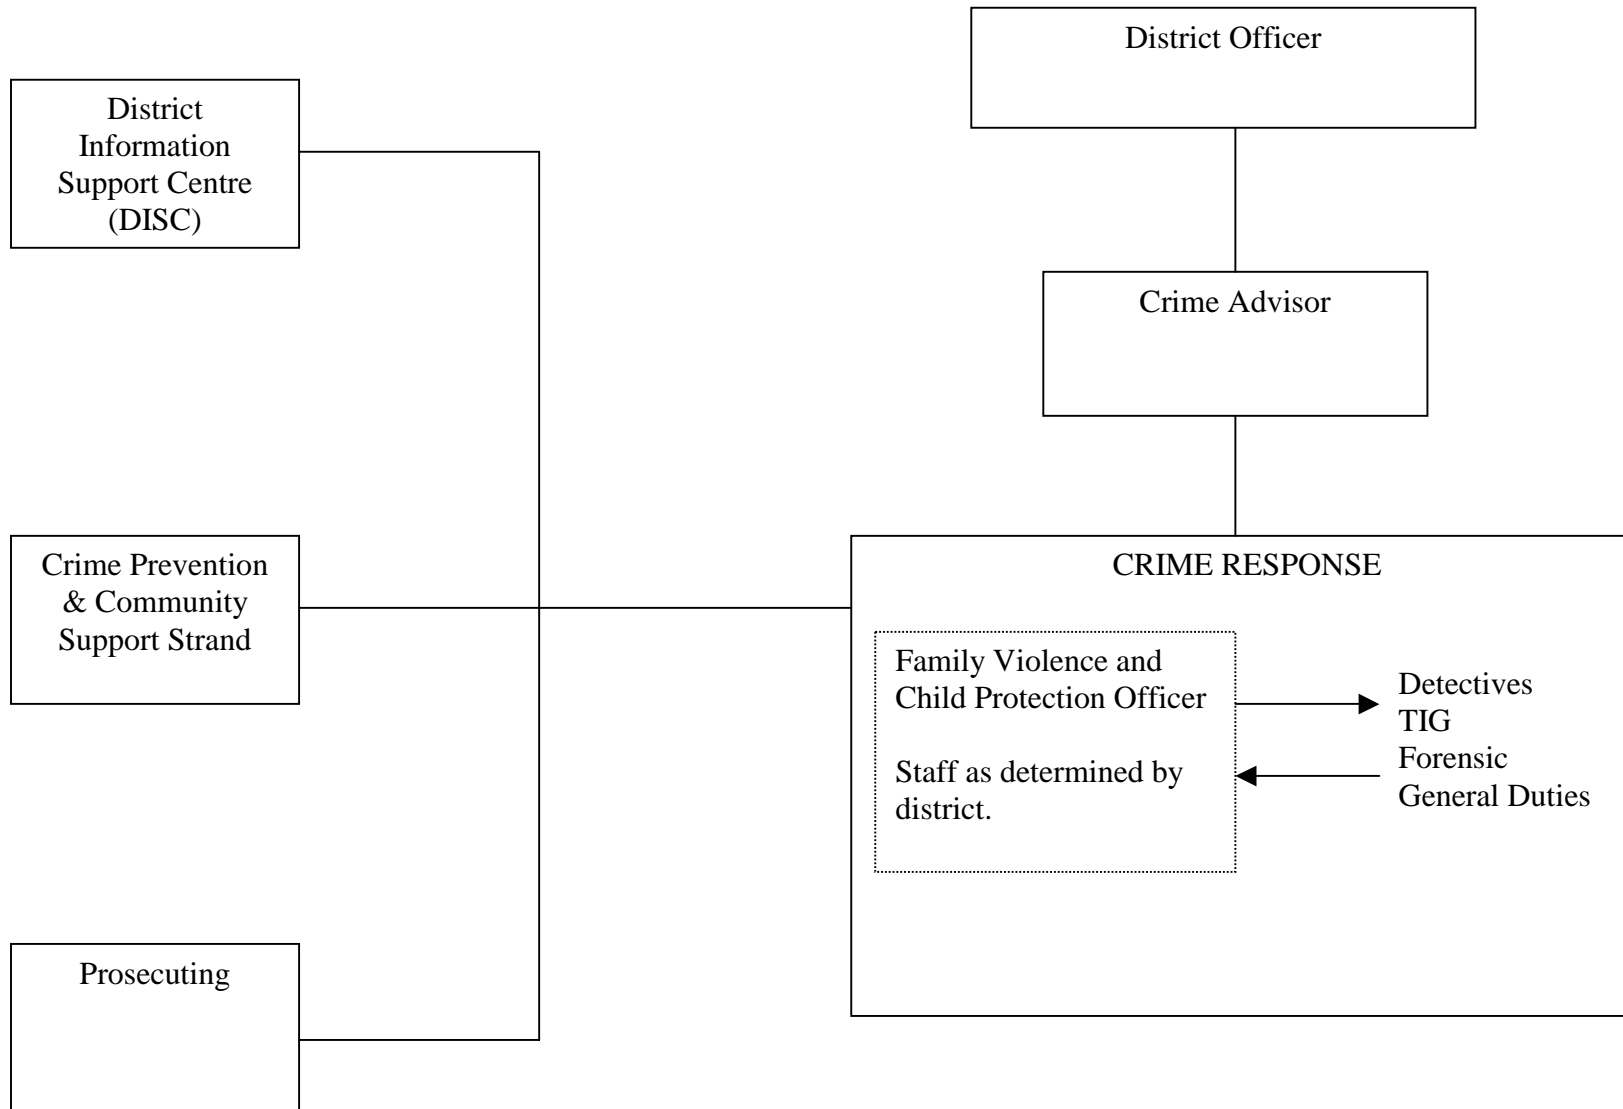 District Officer
District
Information
Support Centre
(DISC)
Crime Advisor
Crime Prevention
& Community
Support Strand
CRIME RESPONSE
Family Violence and
Child Protection Officer
Staff as determined by
district.
Detectives
TIG
Forensic
General Duties
Prosecuting